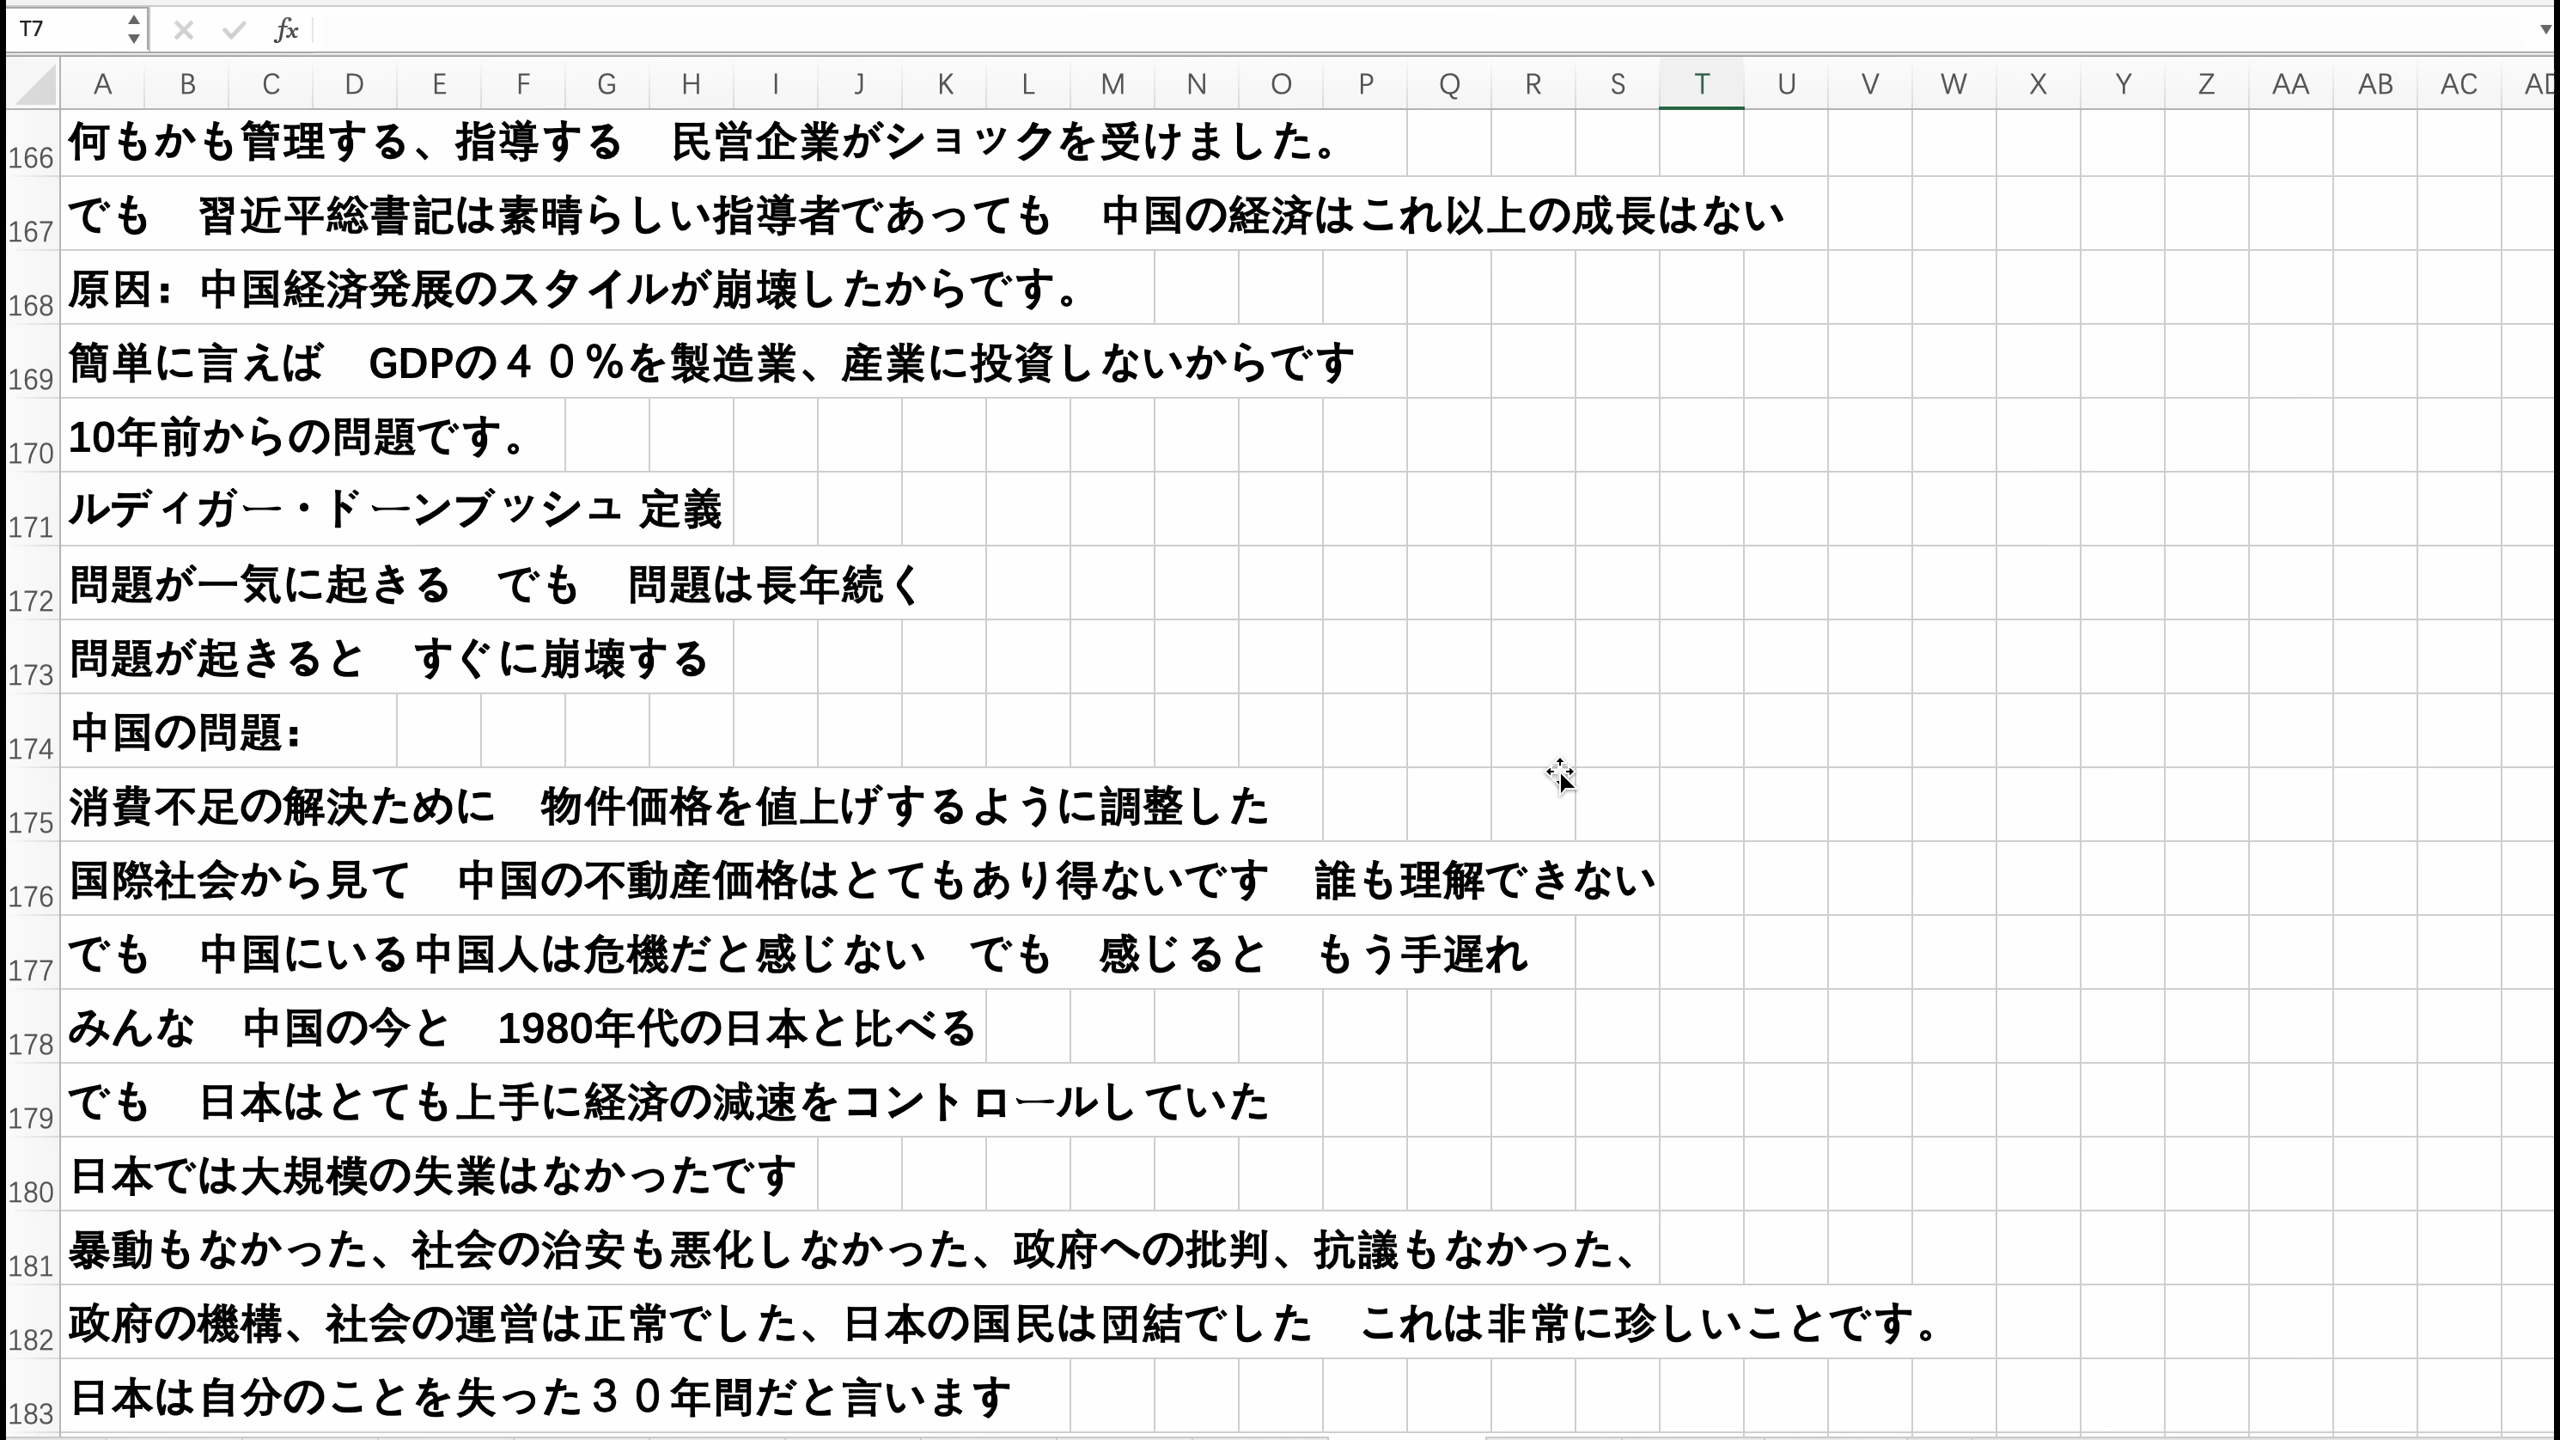 T7
fx
A B C D E F G H I J K L M N O P Q R S T U V W X Y Z AA AB AC AD
166 何もかも管理する、指導する　民営企業がショックを受けました。
167 でも　習近平総書記は素晴らしい指導者であっても　中国の経済はこれ以上の成長はない
168 原因：中国経済発展のスタイルが崩壊したからです。
169 簡単に言えば　GDPの４０％を製造業、産業に投資しないからです
170 10年前からの問題です。
171 ルディガー・ドーンブッシュ 定義
172 問題が一気に起きる　でも　問題は長年続く
173 問題が起きると　すぐに崩壊する
174 中国の問題：
175 消費不足の解決ために　物件価格を値上げするように調整した
176 国際社会から見て　中国の不動産価格はとてもあり得ないです　誰も理解できない
177 でも　中国にいる中国人は危機だと感じない　でも　感じると　もう手遅れ
178 みんな　中国の今と　1980年代の日本と比べる
179 でも　日本はとても上手に経済の減速をコントロールしていた
180 日本では大規模の失業はなかったです
181 暴動もなかった、社会の治安も悪化しなかった、政府への批判、抗議もなかった、
182 政府の機構、社会の運営は正常でした、日本の国民は団結でした　これは非常に珍しいことです。
183 日本は自分のことを失った３０年間だと言います